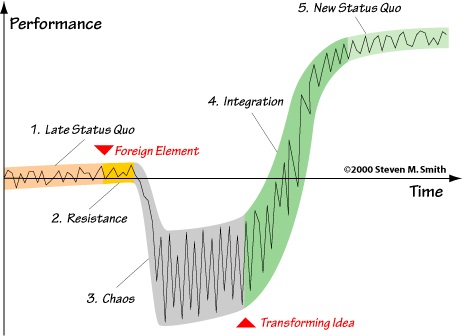 5. New Status Quo
Performance
4. Integration
1. Late Status Quo
Foreign Element
©2000 Steven M. Smith
Time
2. Resistance
3. Chaos
Transforming Idea